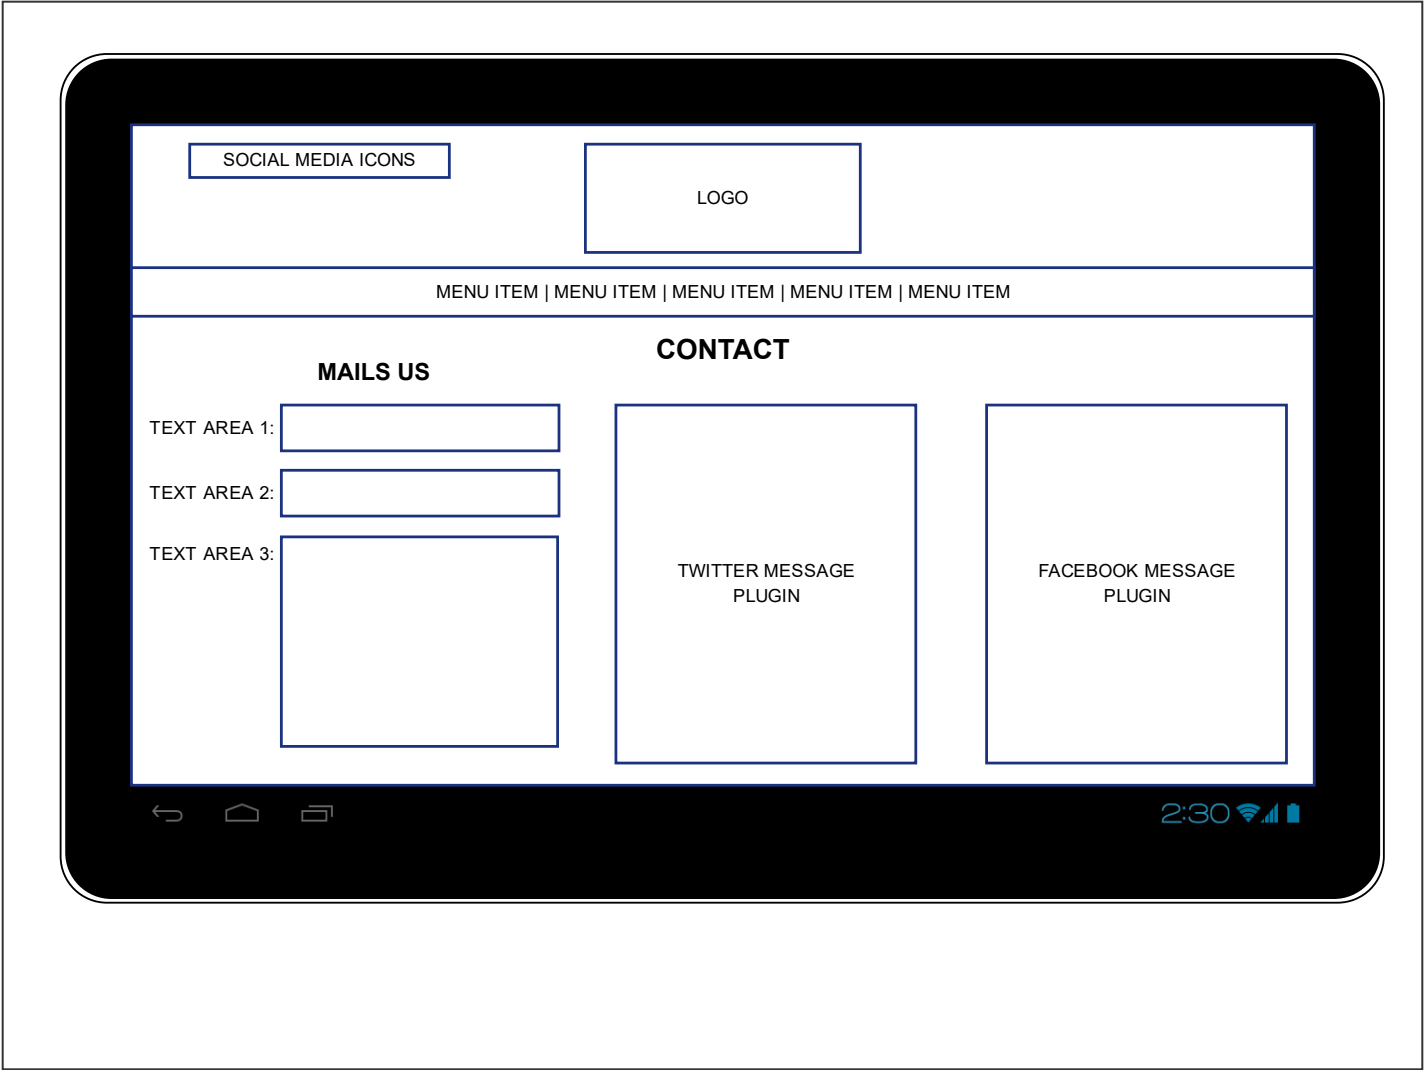 SOCIAL MEDIA ICONS
LOGO
MENU ITEM | MENU ITEM | MENU ITEM | MENU ITEM | MENU ITEM
CONTACT
MAILS US
TEXT AREA 1:
TEXT AREA 2:
TEXT AREA 3:
TWITTER MESSAGE
PLUGIN
FACEBOOK MESSAGE
PLUGIN
2:30